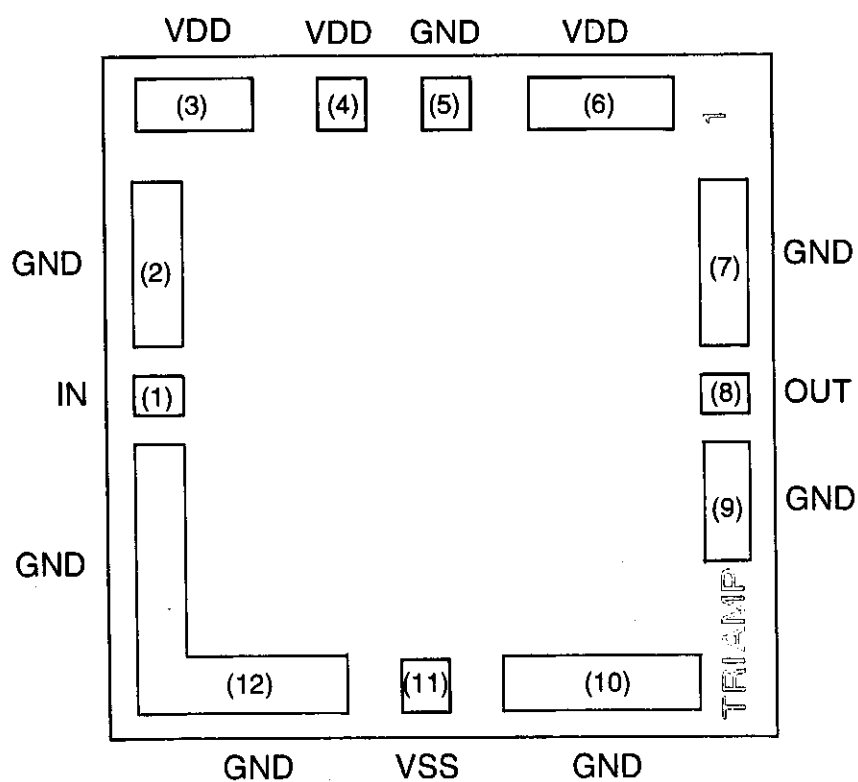 VDD VDD GND VDD
(3) (4) (5) (6) 1
GND (2) (7) GND
IN (1) (8) OUT
(9) GND
GND
TRIAMP
(12) (11) (10)
GND VSS GND